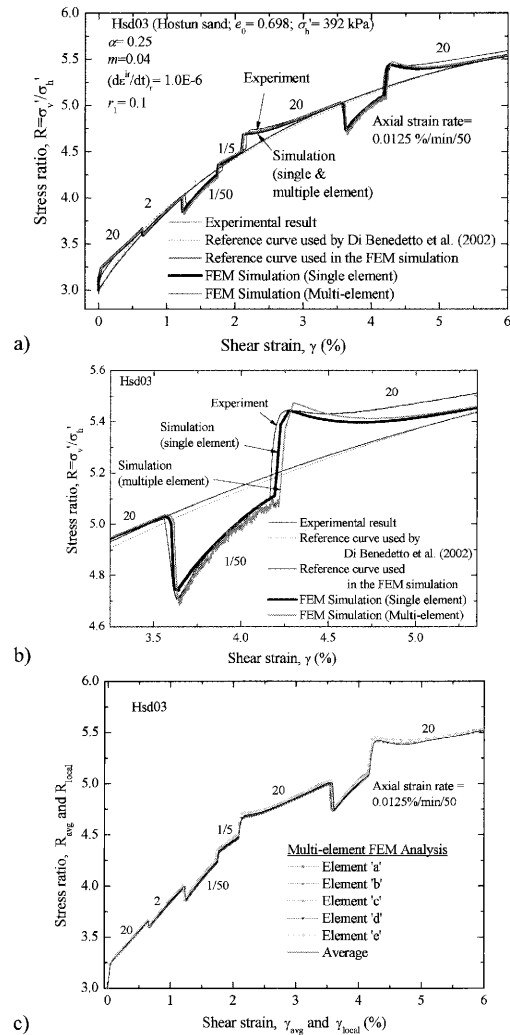 Hsd03 (Hostun sand; e0= 0.698; σh'= 392 kPa)
α= 0.25
m=0.04
(dε^ir/dt)r = 1.0E-6
r1= 0.1
20
2
20
1/5
1/50
20
Experiment
Simulation
(single &
multiple element)
Axial strain rate=
0.0125 %/min/50
Experimental result
Reference curve used by Di Benedetto et al. (2002)
Reference curve used in the FEM simulation
FEM Simulation (Single element)
FEM Simulation (Multi-element)
Stress ratio, R=σv'/σh'
6.0
5.5
5.0
4.5
4.0
3.5
3.0
0 1 2 3 4 5 6
Shear strain, γ (%)
a)
Hsd03
Experiment
Simulation
(single element)
Simulation
(multiple element)
20
20
1/50
Experimental result
Reference curve used by
Di Benedetto et al. (2002)
Reference curve used
in the FEM simulation
FEM Simulation (Single element)
FEM Simulation (Multi-element)
Stress ratio, R=σv'/σh'
5.6
5.4
5.2
5.0
4.8
4.6
3.5 4.0 4.5 5.0
Shear strain, γ (%)
b)
Hsd03
20
2
1/50
1/5
20
20
Axial strain rate =
0.0125%/min/50
Multi-element FEM Analysis
Element 'a'
Element 'b'
Element 'c'
Element 'd'
Element 'e'
Average
Stress ratio, Ravg and Rlocal
6.0
5.5
5.0
4.5
4.0
3.5
3.0
0 1 2 3 4 5 6
Shear strain, γavg and γlocal (%)
c)